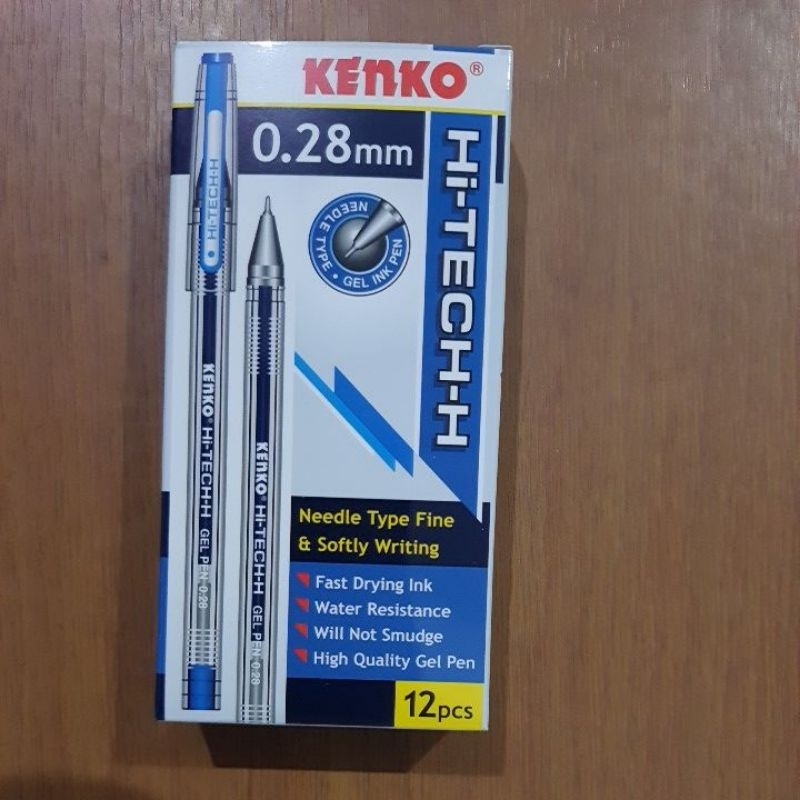 KENKO®
0.28mm
Hi-TECH-H
Hi-TECH-H
NEEDLE TYPE • GEL INK PEN
KENKO® Hi-TECH-H GEL PEN 0.28
KENKO® Hi-TECH-H GEL PEN 0.28
Needle Type Fine
& Softly Writing
Fast Drying Ink
Water Resistance
Will Not Smudge
High Quality Gel Pen
12pcs